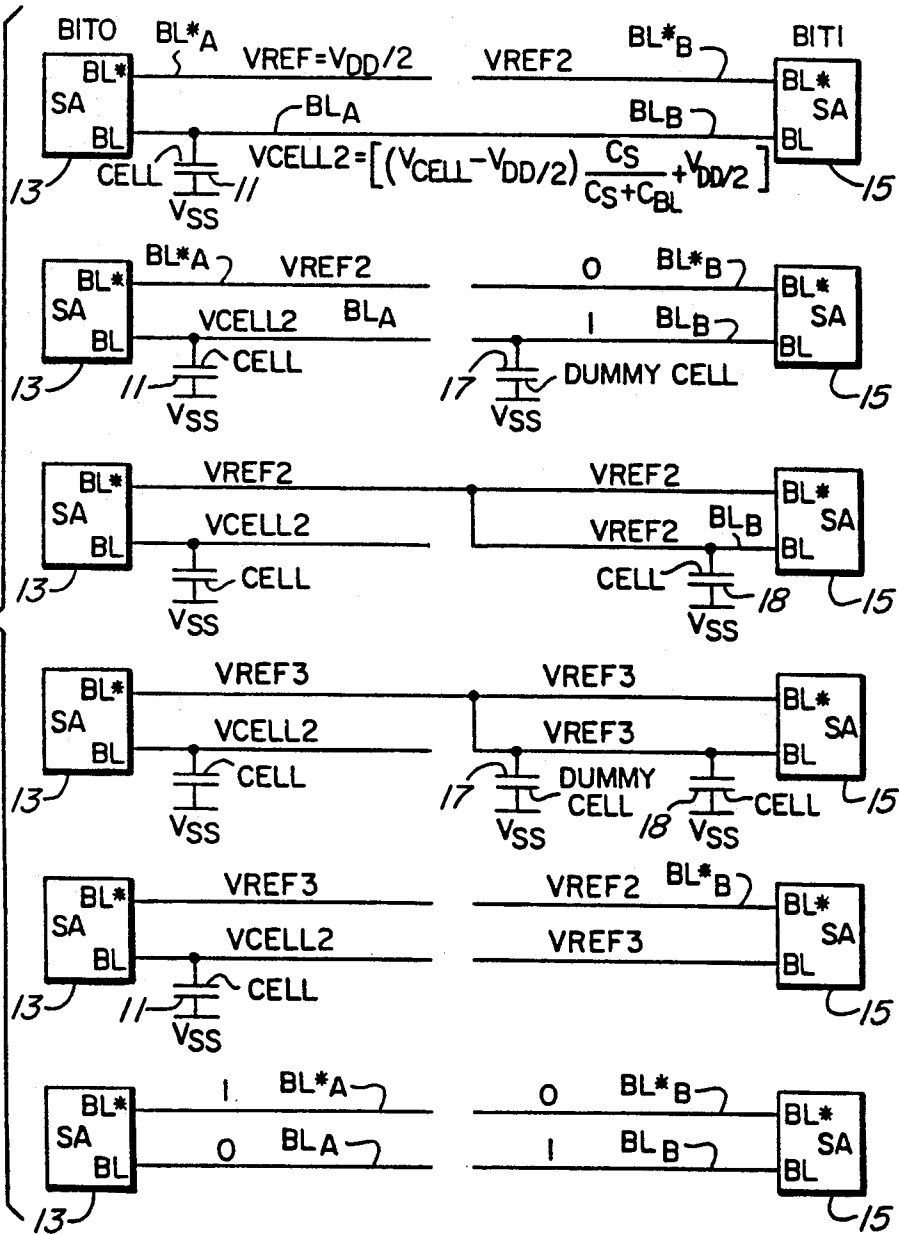 BIT0 BL*A BL*B BIT1
BL* VREF=VDD/2 VREF2 BL*
SA BLA BLB SA
BL BL
13 CELL 11 VCELL2=[(VCELL-VDD/2) CS/CS+CBL +VDD/2] 15
VSS
BL*A VREF2 0 BL*B
BL* BL*
SA VCELL2 BLA 1 BLB SA
BL BL
13 11 CELL 17 DUMMY CELL 15
VSS VSS
BL* VREF2 VREF2 BL*
SA VCELL2 VREF2 BLB SA
BL BL
13 CELL CELL 18 15
VSS VSS
BL* VREF3 VREF3 BL*
SA VCELL2 VREF3 SA
BL BL
13 CELL 17 DUMMY CELL 18 CELL 15
VSS VSS VSS
BL* VREF3 VREF2 BL*B BL*
SA VCELL2 VREF3 SA
BL BL
13 11 CELL 15
VSS
BL* 1 BL*A 0 BL*B BL*
SA 0 BLA 1 BLB SA
BL BL
13 15